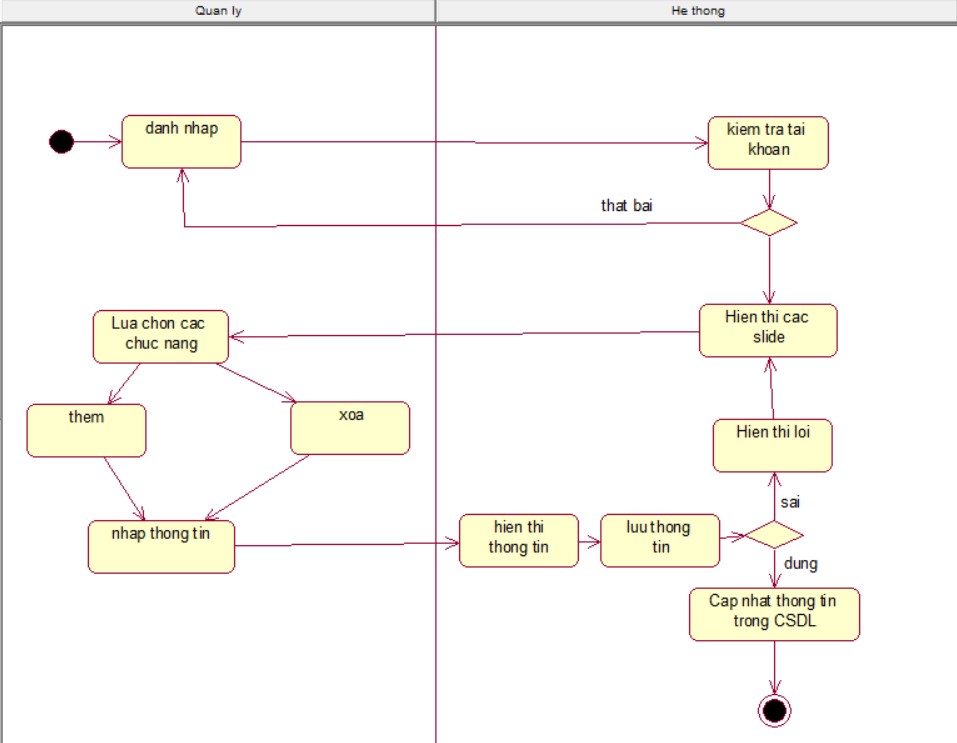 Quan ly
He thong
danh nhap
kiem tra tai
khoan
that bai
Hien thi cac
slide
Lua chon cac
chuc nang
them
xoa
Hien thi loi
sai
nhap thong tin
hien thi
thong tin
luu thong
tin
dung
Cap nhat thong tin
trong CSDL